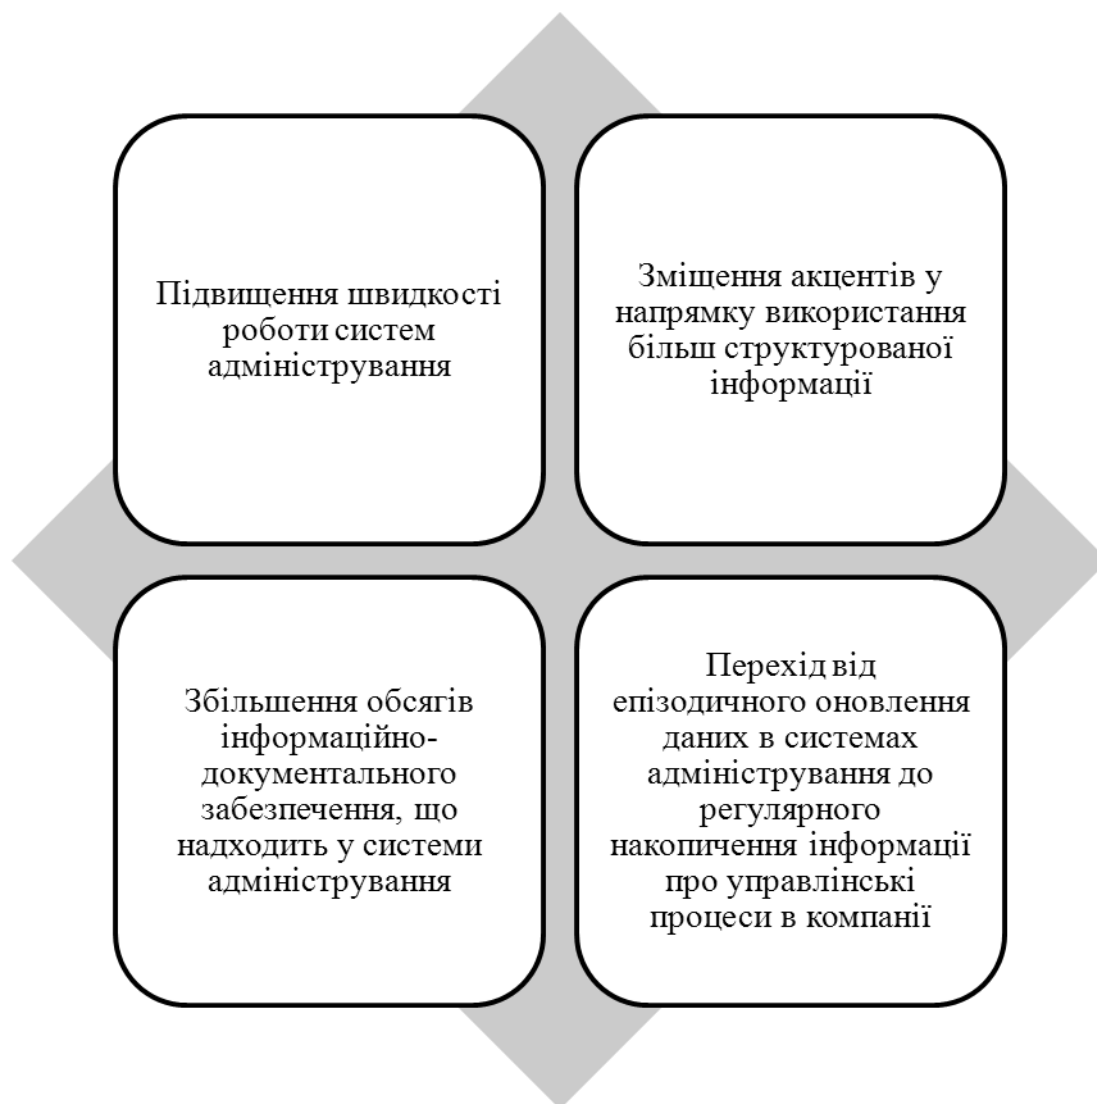 Підвищення швидкості
роботи систем
адміністрування
Зміщення акцентів у
напрямку використання
більш структурованої
інформації
Збільшення обсягів
інформаційно-
документального
забезпечення, що
надходить у системи
адміністрування
Перехід від
епізодичного оновлення
даних в системах
адміністрування до
регулярного
накопичення інформації
про управлінські
процеси в компанії